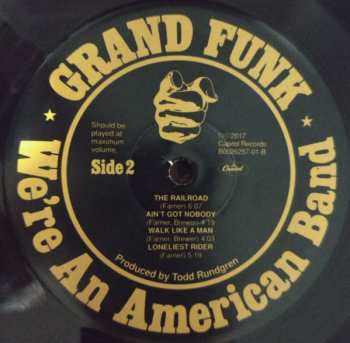 GRAND FUNK
We're An American Band
Should be
played at
maximum
volume.
Side 2
℗© 2017
Capitol Records
B0026257-01-B
Capitol
THE RAILROAD
(Farner) 6:07
AIN'T GOT NOBODY
(Farner, Brewer) 4:19
WALK LIKE A MAN
(Farner, Brewer) 4:03
LONELIEST RIDER
(Farner) 5:19
Produced by Todd Rundgren